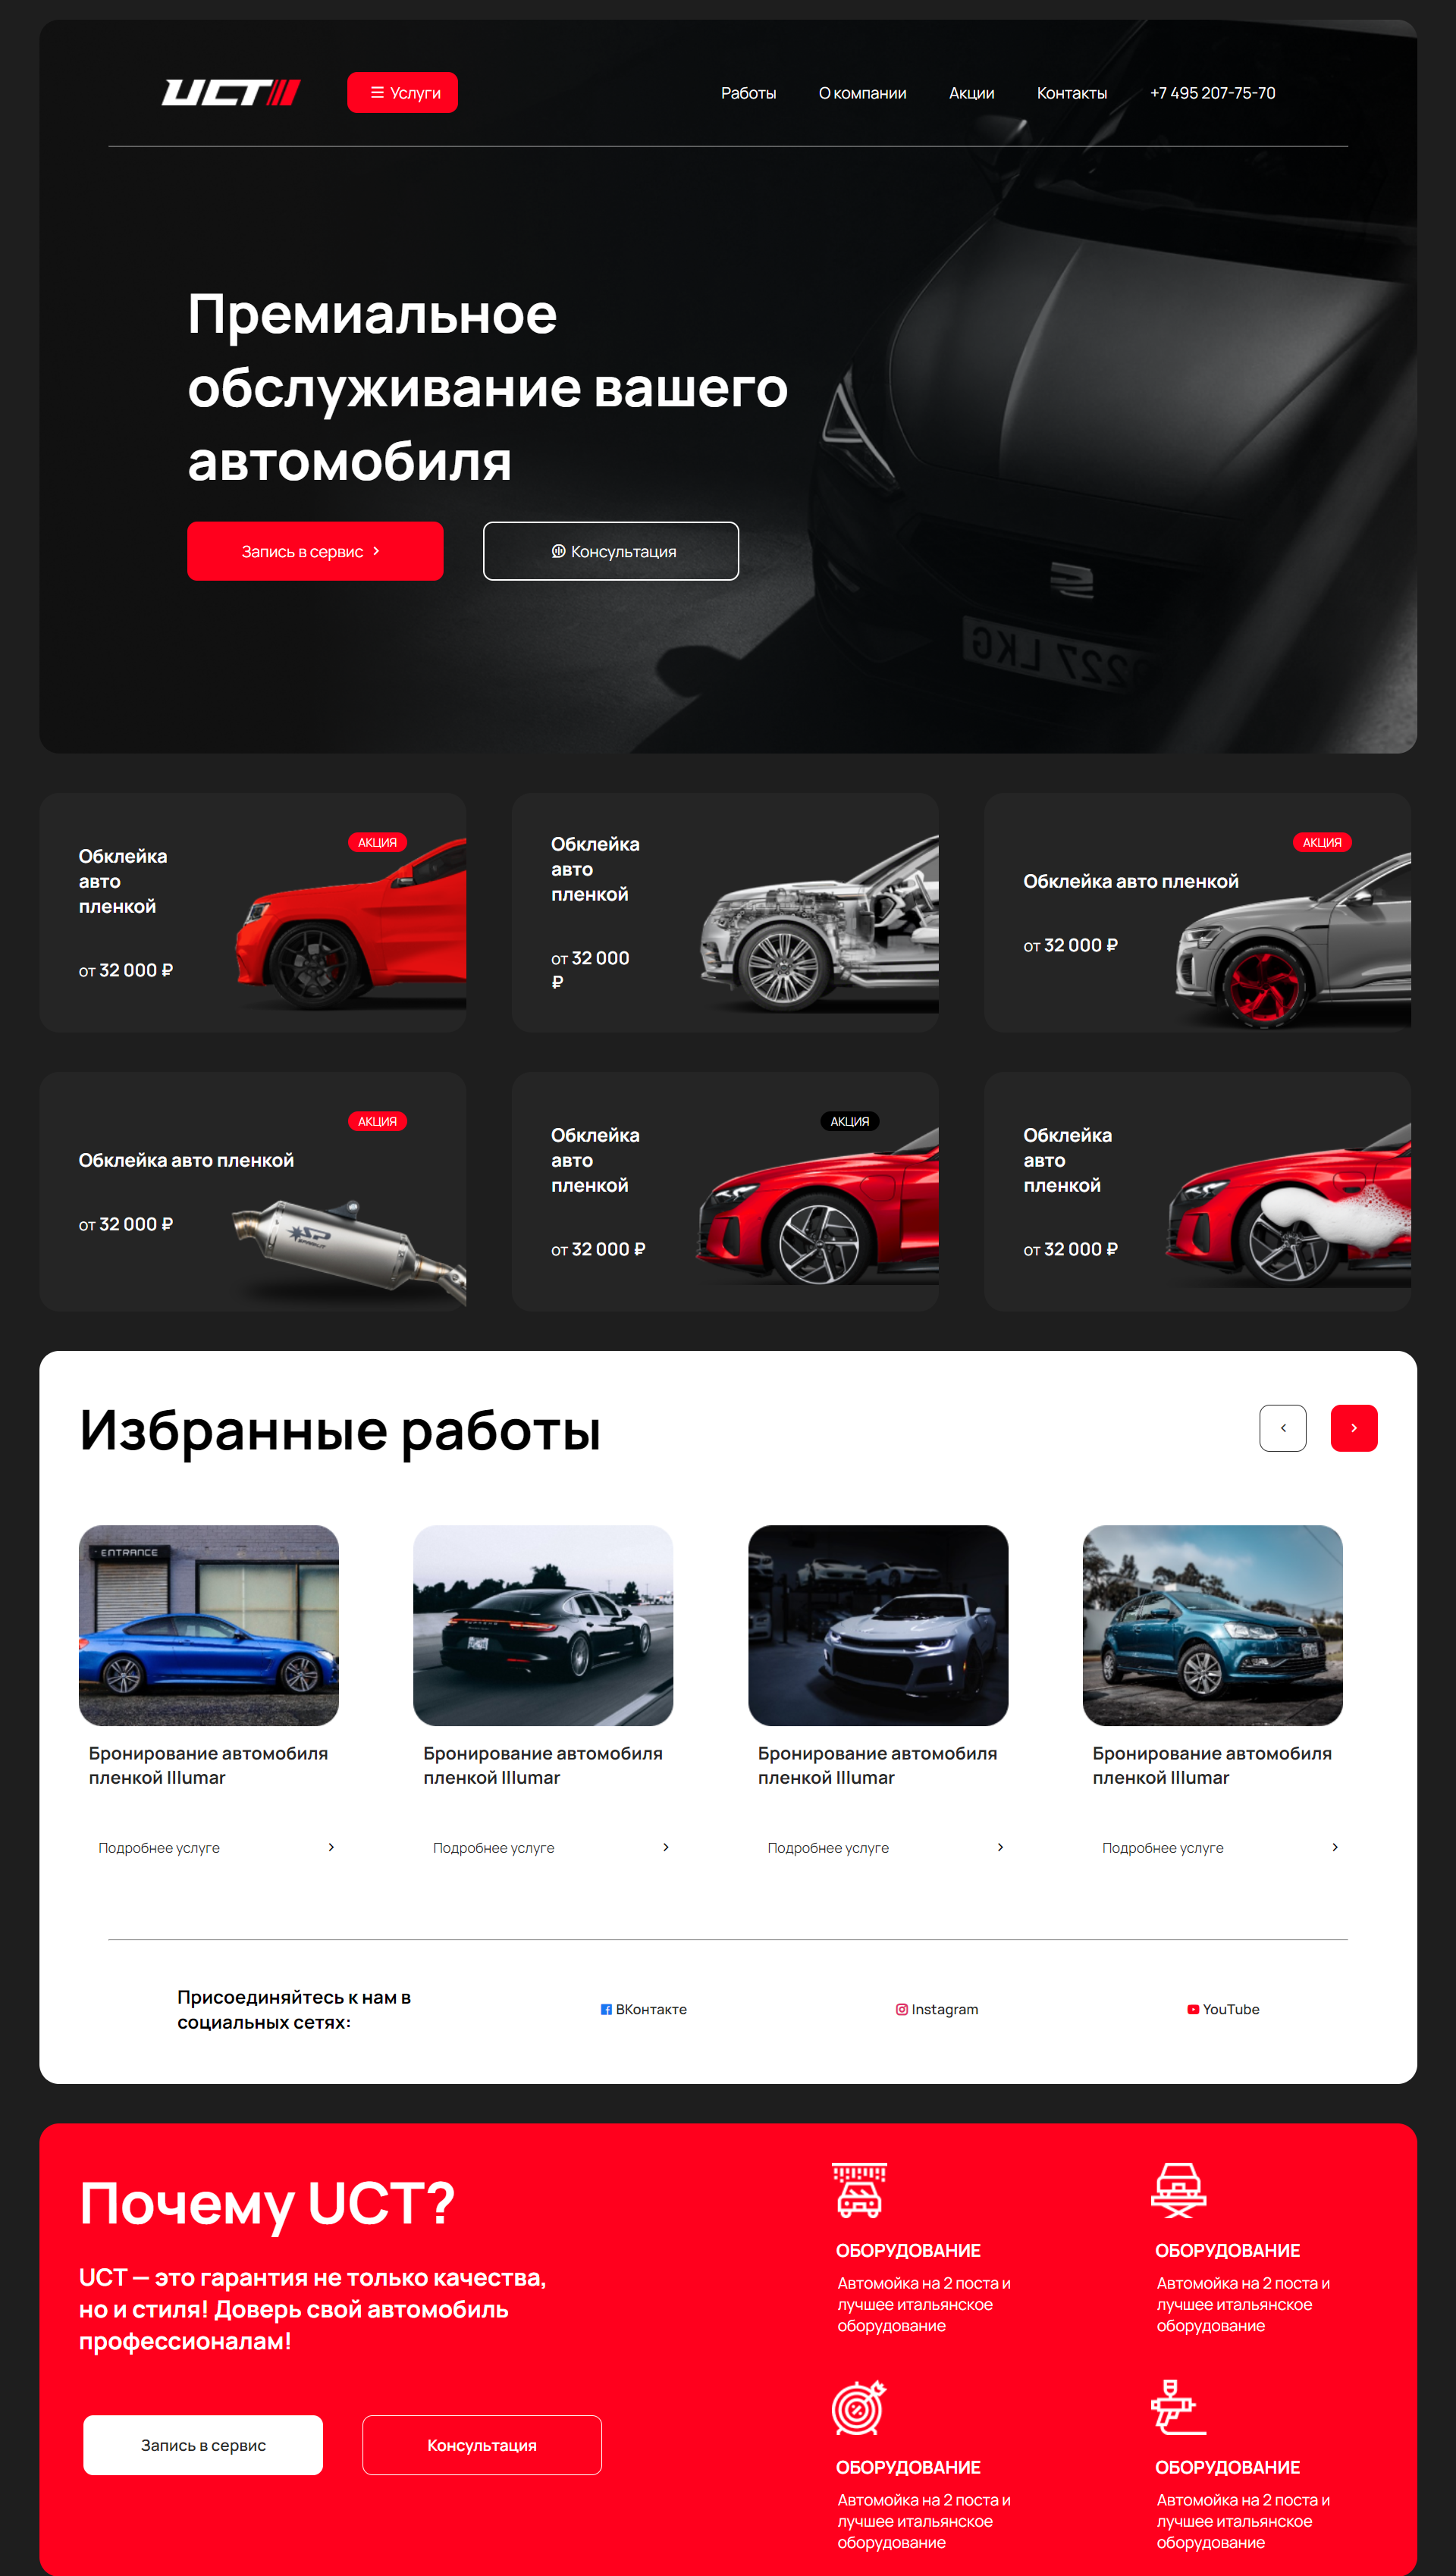 UCT
Услуги
Работы
О компании
Акции
Контакты
+7 495 207-75-70
Премиальное
обслуживание вашего
автомобиля
Запись в сервис
Консультация
Обклейка
авто
пленкой
АКЦИЯ
от 32 000 ₽
Обклейка
авто
пленкой
от 32 000
₽
АКЦИЯ
Обклейка авто пленкой
от 32 000 ₽
АКЦИЯ
Обклейка авто пленкой
от 32 000 ₽
Обклейка
авто
пленкой
АКЦИЯ
от 32 000 ₽
Обклейка
авто
пленкой
от 32 000 ₽
Избранные работы
ENTRANCE
Бронирование автомобиля
пленкой Illumar
Подробнее услуге
Бронирование автомобиля
пленкой Illumar
Подробнее услуге
Бронирование автомобиля
пленкой Illumar
Подробнее услуге
Бронирование автомобиля
пленкой Illumar
Подробнее услуге
Присоединяйтесь к нам в
социальных сетях:
ВКонтакте
Instagram
YouTube
Почему UCT?
UCT — это гарантия не только качества,
но и стиля! Доверь свой автомобиль
профессионалам!
Запись в сервис
Консультация
ОБОРУДОВАНИЕ
Автомойка на 2 поста и
лучшее итальянское
оборудование
ОБОРУДОВАНИЕ
Автомойка на 2 поста и
лучшее итальянское
оборудование
ОБОРУДОВАНИЕ
Автомойка на 2 поста и
лучшее итальянское
оборудование
ОБОРУДОВАНИЕ
Автомойка на 2 поста и
лучшее итальянское
оборудование